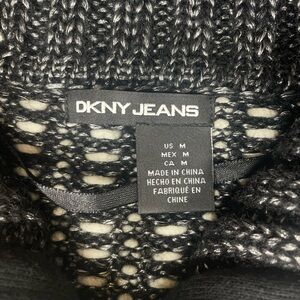 DKNY JEANS
US M
MEX M
CA M
MADE IN CHINA
HECHO EN CHINA
FABRIQUÉ EN
CHINE